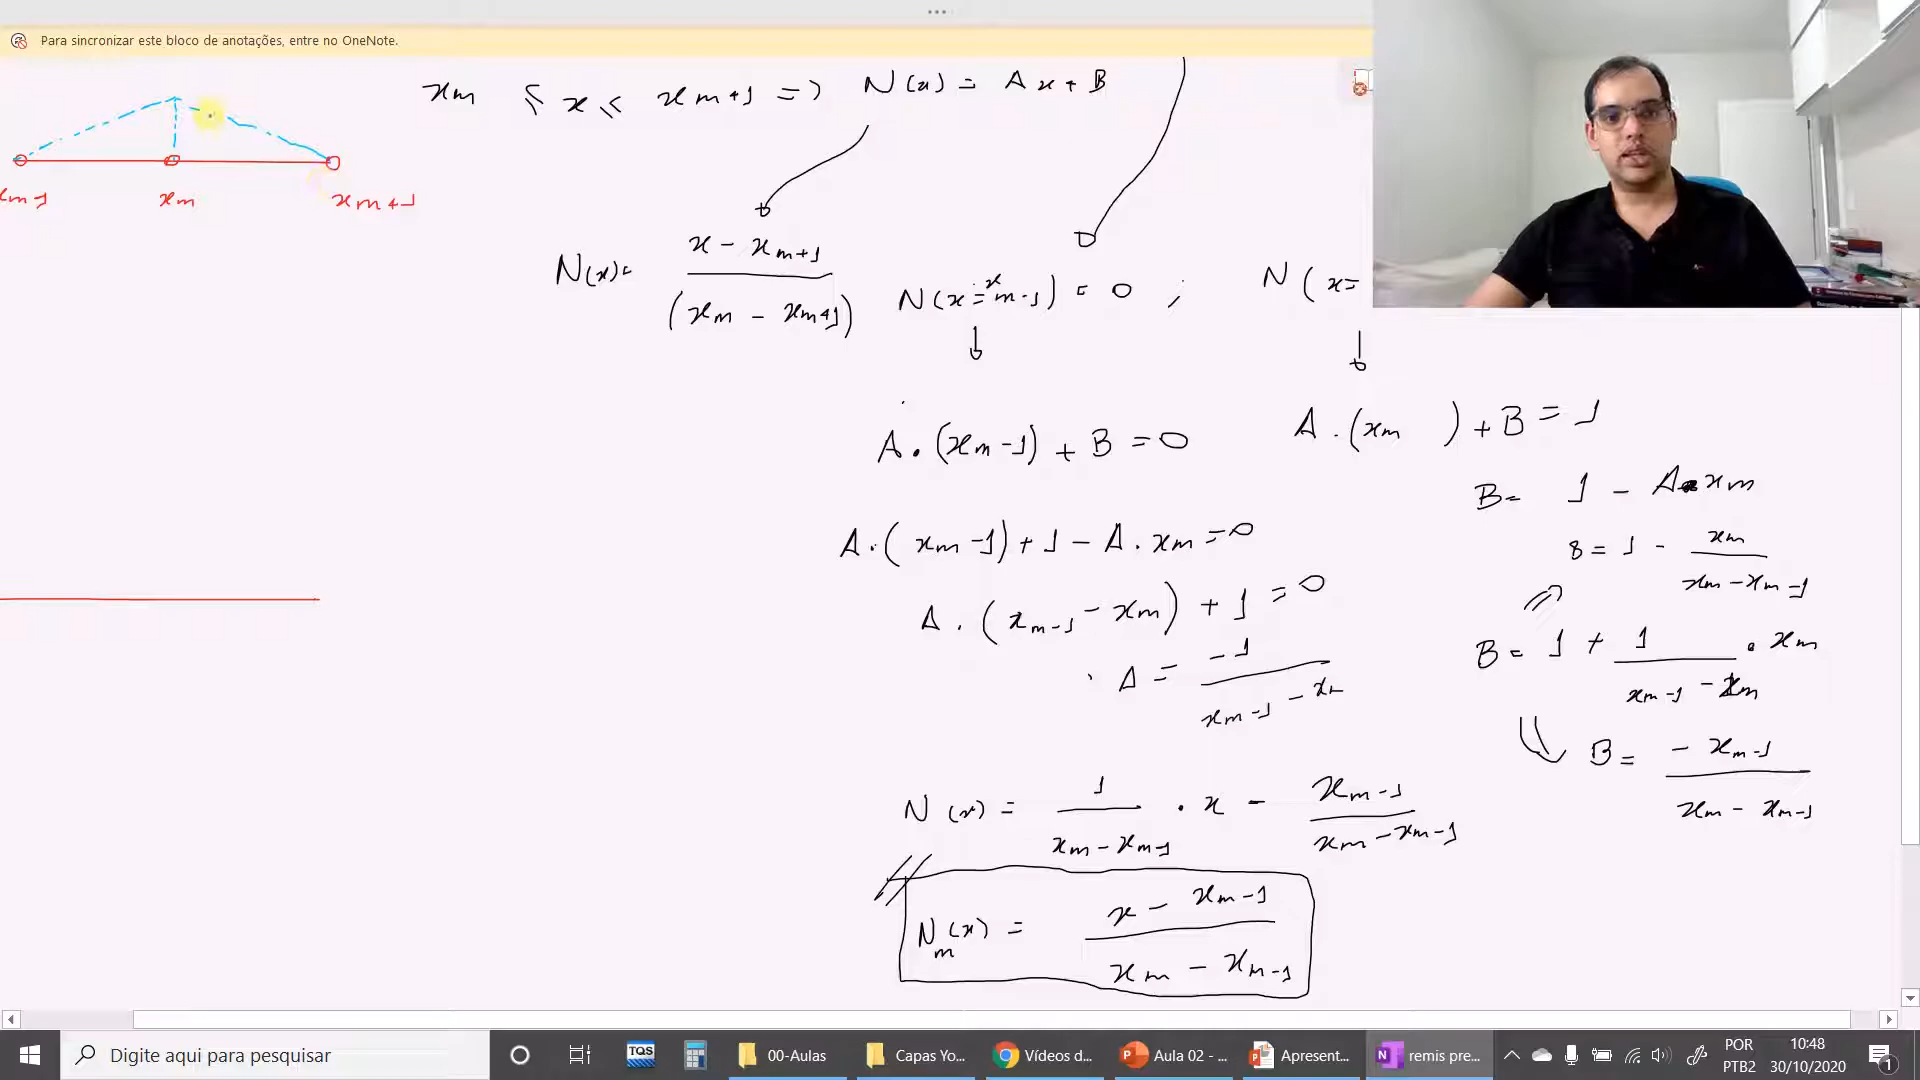 Para sincronizar este bloco de anotações, entre no OneNote.
xm ≤ x ≤ xm+1 => N(x) = Ax + B
xm-1 xm xm+1
N(x)= x - xm+1 / (xm - xm+1)
N(x=xm-1) = 0 ; N(x=
A.(xm-1) + B = 0
A.(xm ) + B = 1
B= 1 - A.xm
A.(xm-1) + 1 - A.xm = 0
B = 1 - xm / xm - xm-1
A.(xm-1 - xm) + 1 = 0
B = 1 + 1 / xm-1 - xm . xm
A = -1 / xm-1 - xm
B = - xm-1 / xm - xm-1
N(x) = 1 / xm - xm-1 . x - xm-1 / xm - xm-1
Nm(x) = x - xm-1 / xm - xm-1
Digite aqui para pesquisar
TQS
00-Aulas
Capas Yo...
Vídeos d...
Aula 02 - ...
Apresent...
remis pre...
POR
PTB2
10:48
30/10/2020
1